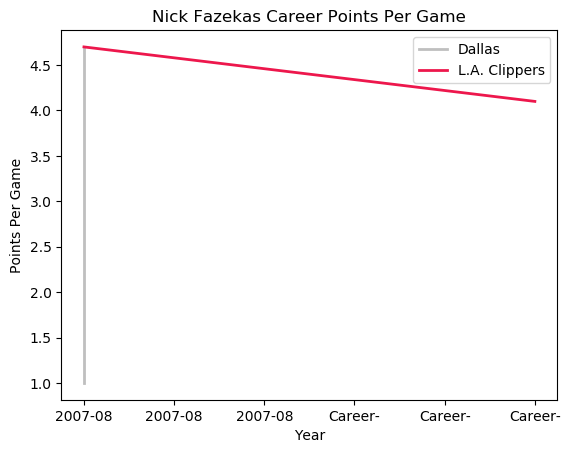 Nick Fazekas Career Points Per Game
Dallas
L.A. Clippers
Points Per Game
4.5
4.0
3.5
3.0
2.5
2.0
1.5
1.0
2007-08 2007-08 2007-08 Career- Career- Career-
Year